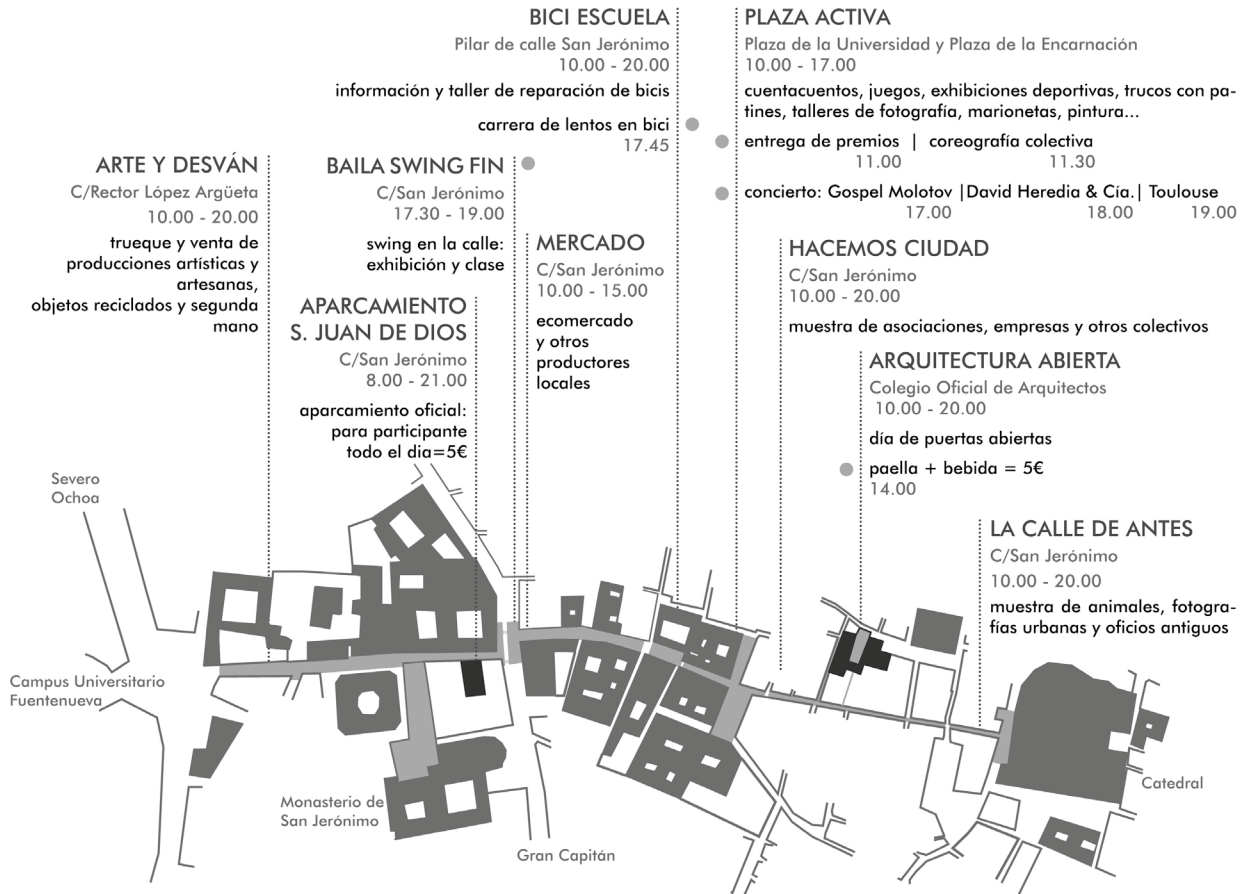 BICI ESCUELA
Pilar de calle San Jerónimo
10.00 - 20.00
información y taller de reparación de bicis
carrera de lentos en bici
17.45
PLAZA ACTIVA
Plaza de la Universidad y Plaza de la Encarnación
10.00 - 17.00
cuentacuentos, juegos, exhibiciones deportivas, trucos con pa-
tines, talleres de fotografía, marionetas, pintura...
entrega de premios | coreografía colectiva
11.00 11.30
concierto: Gospel Molotov |David Heredia & Cía.| Toulouse
17.00 18.00 19.00
ARTE Y DESVÁN
C/Rector López Argüeta
10.00 - 20.00
trueque y venta de
producciones artísticas y
artesanas,
objetos reciclados y segunda
mano
BAILA SWING FIN
C/San Jerónimo
17.30 - 19.00
swing en la calle:
exhibición y clase
MERCADO
C/San Jerónimo
10.00 - 15.00
ecomercado
y otros
productores
locales
HACEMOS CIUDAD
C/San Jerónimo
10.00 - 20.00
muestra de asociaciones, empresas y otros colectivos
APARCAMIENTO
S. JUAN DE DIOS
C/San Jerónimo
8.00 - 21.00
aparcamiento oficial:
para participante
todo el dia=5€
ARQUITECTURA ABIERTA
Colegio Oficial de Arquitectos
10.00 - 20.00
día de puertas abiertas
paella + bebida = 5€
14.00
LA CALLE DE ANTES
C/San Jerónimo
10.00 - 20.00
muestra de animales, fotogra-
fías urbanas y oficios antiguos
Severo
Ochoa
Campus Universitario
Fuentenueva
Monasterio de
San Jerónimo
Gran Capitán
Catedral